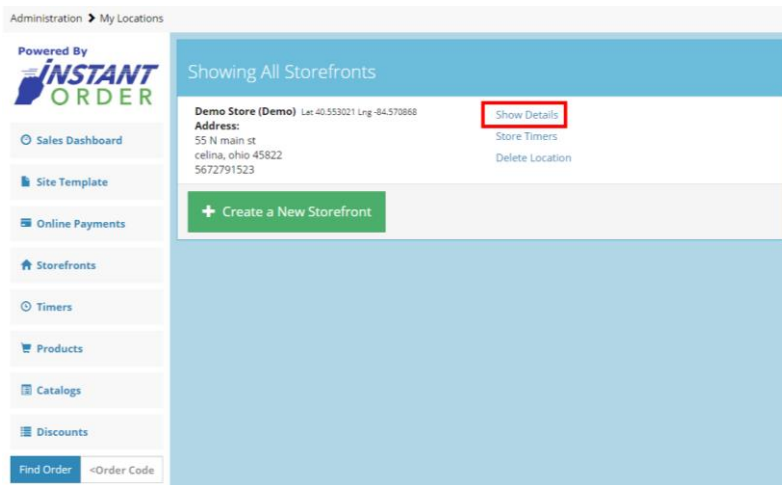 Administration > My Locations
Powered By
INSTANT
ORDER
Sales Dashboard
Site Template
Online Payments
Storefronts
Timers
Products
Catalogs
Discounts
Find Order <Order Code
Showing All Storefronts
Demo Store (Demo) Lat 40.553021 Lng -84.570868
Address:
55 N main st
celina, ohio 45822
5672791523
Show Details
Store Timers
Delete Location
+ Create a New Storefront